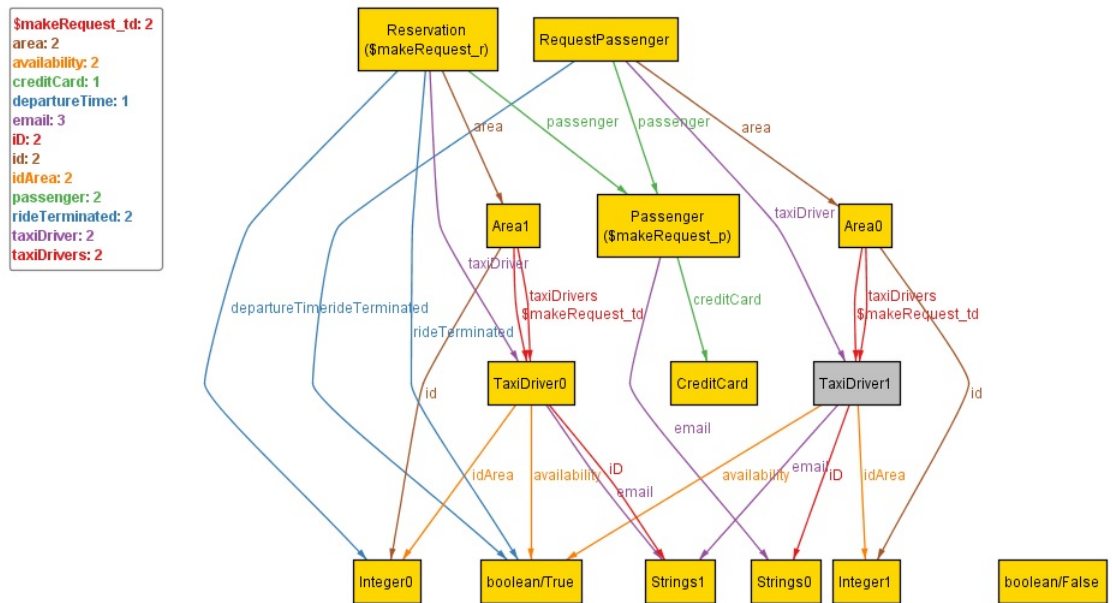 $makeRequest_td: 2
area: 2
availability: 2
creditCard: 1
departureTime: 1
email: 3
iD: 2
id: 2
idArea: 2
passenger: 2
rideTerminated: 2
taxiDriver: 2
taxiDrivers: 2
Reservation
($makeRequest_r)
RequestPassenger
area
passenger
passenger
area
Area1
Passenger
($makeRequest_p)
taxiDriver
Area0
taxiDriver
departureTime
rideTerminated
rideTerminated
taxiDrivers
$makeRequest_td
creditCard
taxiDrivers
$makeRequest_td
TaxiDriver0
CreditCard
TaxiDriver1
id
id
email
idArea
availability
iD
email
availability
email
iD
idArea
Integer0
boolean/True
Strings1
Strings0
Integer1
boolean/False